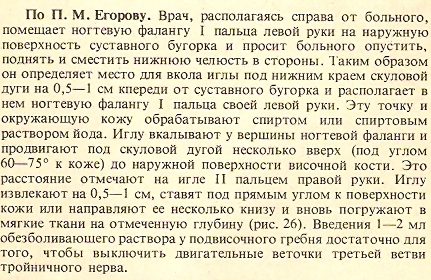 По П. М. Егорову. Врач, располагаясь справа от больного,
помещает ногтевую фалангу I пальца левой руки на наружную
поверхность суставного бугорка и просит больного опустить,
поднять и сместить нижнюю челюсть в стороны. Таким образом
он определяет место для вкола иглы под нижним краем скуловой
дуги на 0,5—1 см кпереди от суставного бугорка и располагает в
нем ногтевую фалангу I пальца своей левой руки. Эту точку и
окружающую кожу обрабатывают спиртом или спиртовым
раствором йода. Иглу вкалывают у вершины ногтевой фаланги и
продвигают под скуловой дугой несколько вверх (под углом
60—75° к коже) до наружной поверхности височной кости. Это
расстояние отмечают на игле II пальцем правой руки. Иглу
извлекают на 0,5—1 см, ставят под прямым углом к поверхности
кожи или направляют ее несколько книзу и вновь погружают в
мягкие ткани на отмеченную глубину (рис. 26). Введения 1—2 мл
обезболивающего раствора у подвисочного гребня достаточно для
того, чтобы выключить двигательные веточки третьей ветви
тройничного нерва.